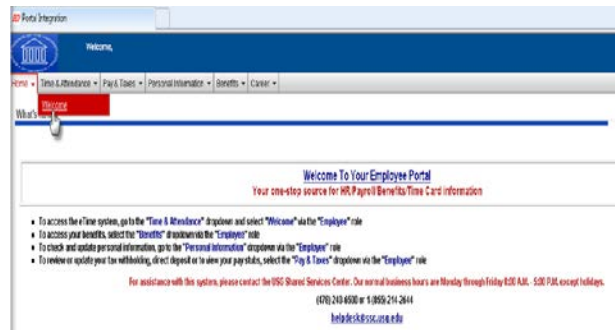 Portal Integration
Welcome,
Home Time & Attendance Pay & Taxes Personal Information Benefits Career
Welcome
What's
Welcome To Your Employee Portal
Your one-stop source for HR/Payroll/Benefits/Time Card information
To access the eTime system, go to the "Time & Attendance" dropdown and select "Welcome" via the "Employee" role
To access your benefits, select the "Benefits" dropdown via the "Employee" role
To check and update personal information, go to the "Personal Information" dropdown via the "Employee" role
To review or update your tax withholding, direct deposit or to view your pay stubs, select the "Pay & Taxes" dropdown via the "Employee" role
For assistance with this system, please contact the USG Shared Services Center. Our normal business hours are Monday through Friday 8:00 A.M. - 5:00 P.M. except holidays.
(478) 240-6500 or 1-(855)-214-2644
helpdesk@ssc.usg.edu